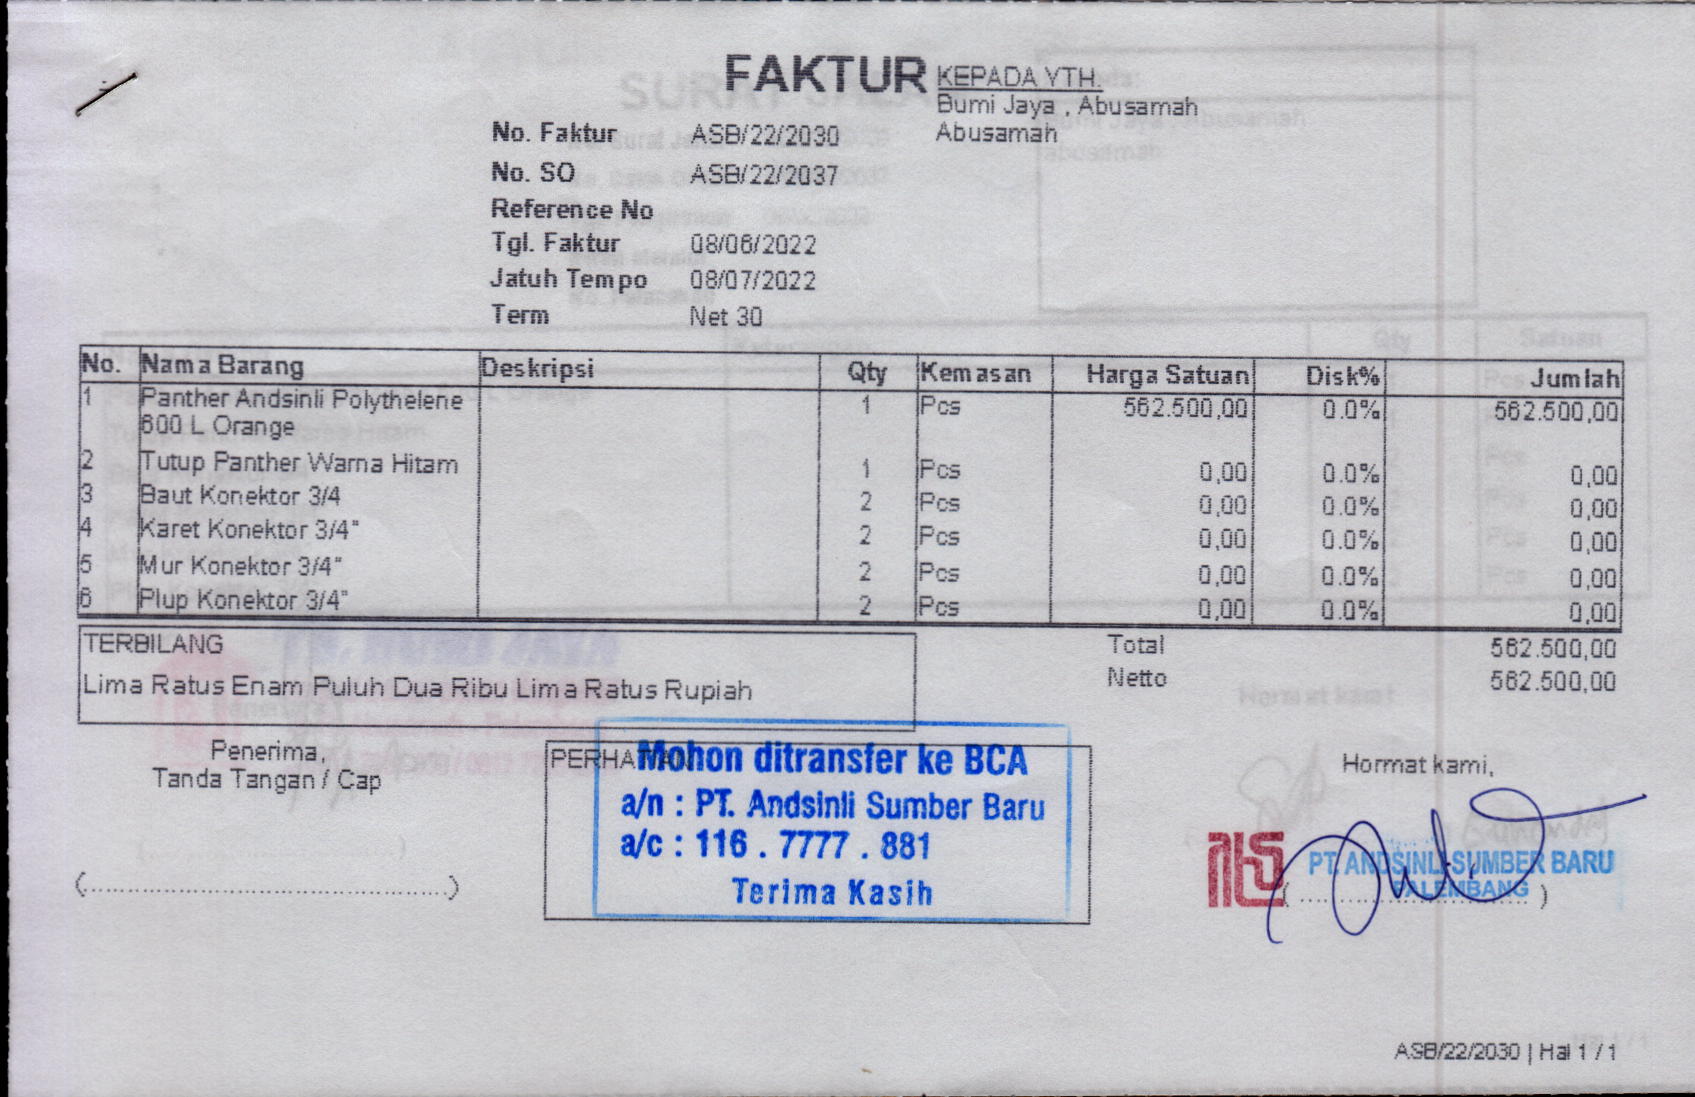 FAKTUR
KEPADA YTH.
Bumi Jaya , Abusamah
Abusamah
No. Faktur ASB/22/2030
No. SO ASB/22/2037
Reference No
Tgl. Faktur 08/06/2022
Jatuh Tempo 08/07/2022
Term Net 30
No. Nama Barang Deskripsi Qty Kemasan Harga Satuan Disk% Jumlah
1 Panther Andsinli Polythelene 1 Pcs 562.500,00 0.0% 562.500,00
600 L Orange
2 Tutup Panther Warna Hitam 1 Pcs 0,00 0.0% 0,00
3 Baut Konektor 3/4 2 Pcs 0,00 0.0% 0,00
4 Karet Konektor 3/4" 2 Pcs 0,00 0.0% 0,00
5 Mur Konektor 3/4" 2 Pcs 0,00 0.0% 0,00
6 Plup Konektor 3/4" 2 Pcs 0,00 0.0% 0,00
TERBILANG
Lima Ratus Enam Puluh Dua Ribu Lima Ratus Rupiah
Total 562.500,00
Netto 562.500,00
Penerima,
Tanda Tangan / Cap
(..................................................)
PERHATIAN
Mohon ditransfer ke BCA
a/n : PT. Andsinli Sumber Baru
a/c : 116 . 7777 . 881
Terima Kasih
Hormat kami,
PT. ANDSINLI SUMBER BARU
PALEMBANG
(................................)
ASB/22/2030 | Hal 1 / 1